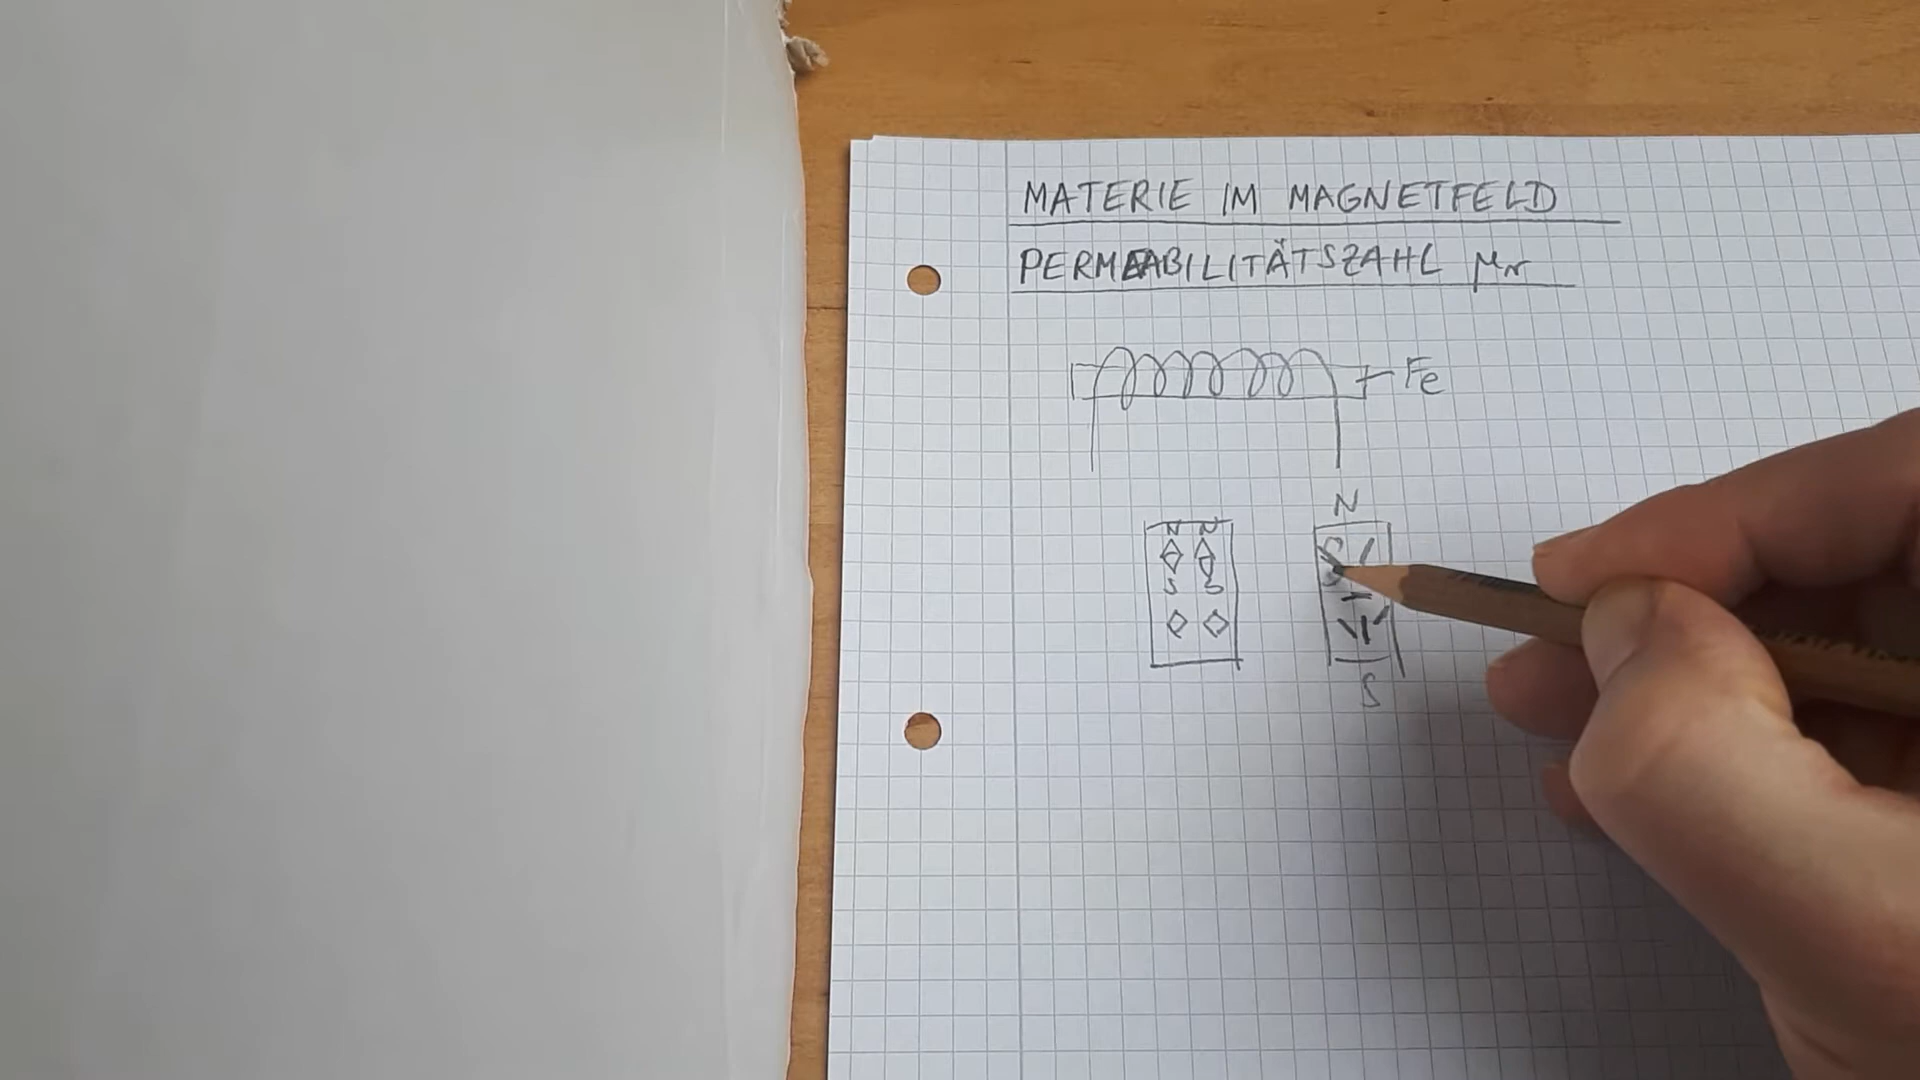 MATERIE IM MAGNETFELD
PERMEABILITÄTSZAHL μr
Fe
N
N N
S S
S
S